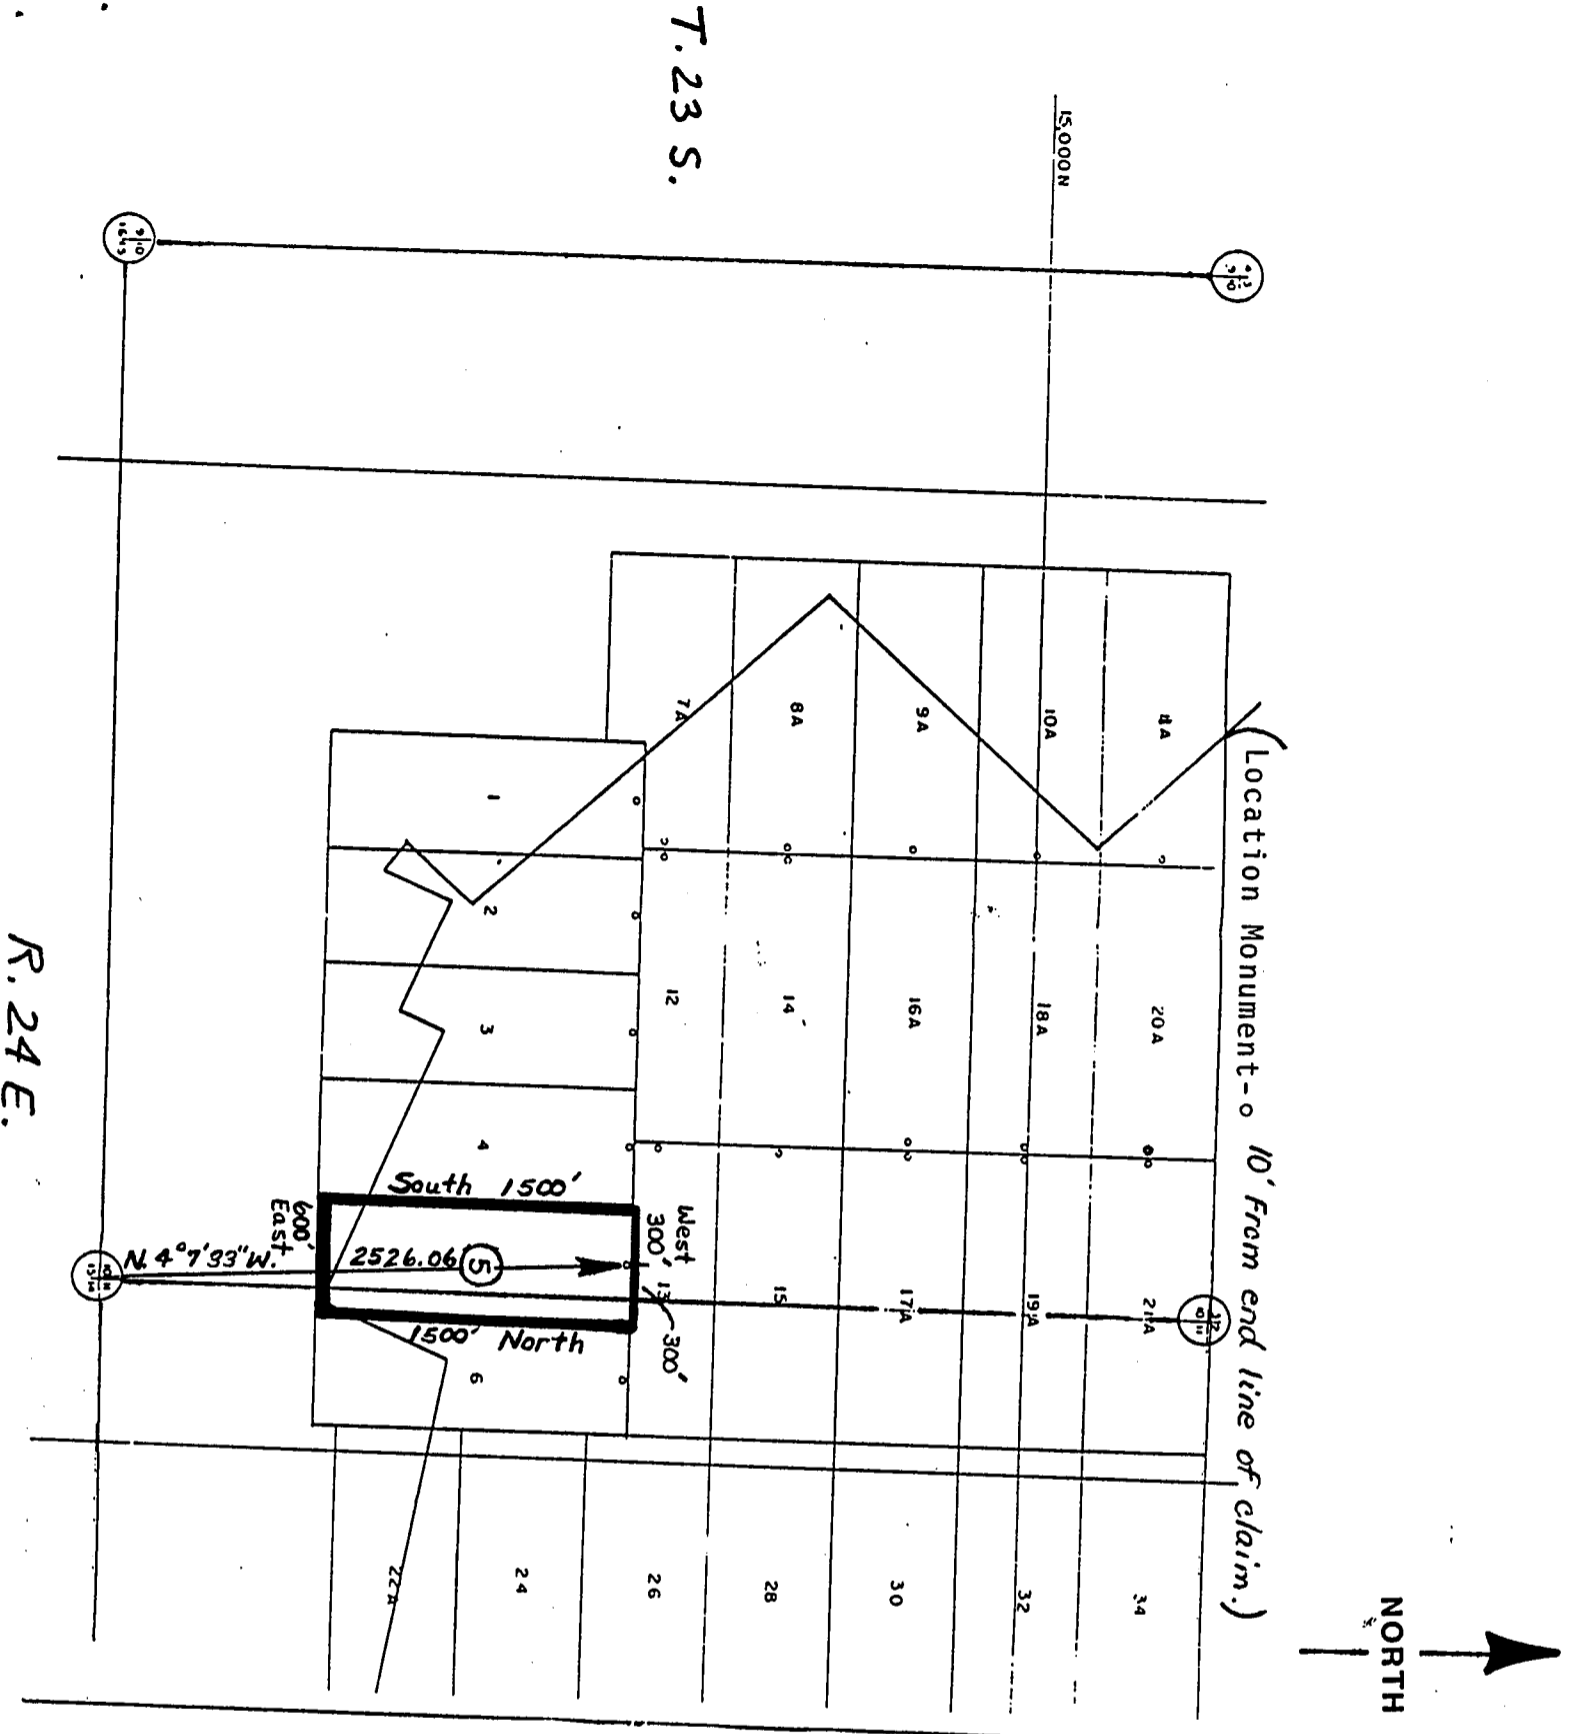 T. 23 S.
15,000 N
NORTH
(Location Monument-o 10' From end line of claim.)
7A
8A
9A
10A
20A
18A
16A
14
12
1
2
3
4
5
6
South 1500'
West
300'
300'
600'
East
N. 4°7'33"W.
2526.06'
1500' North
13
15
17A
19A
21A
22A
24
26
28
30
32
34
R. 24 E.